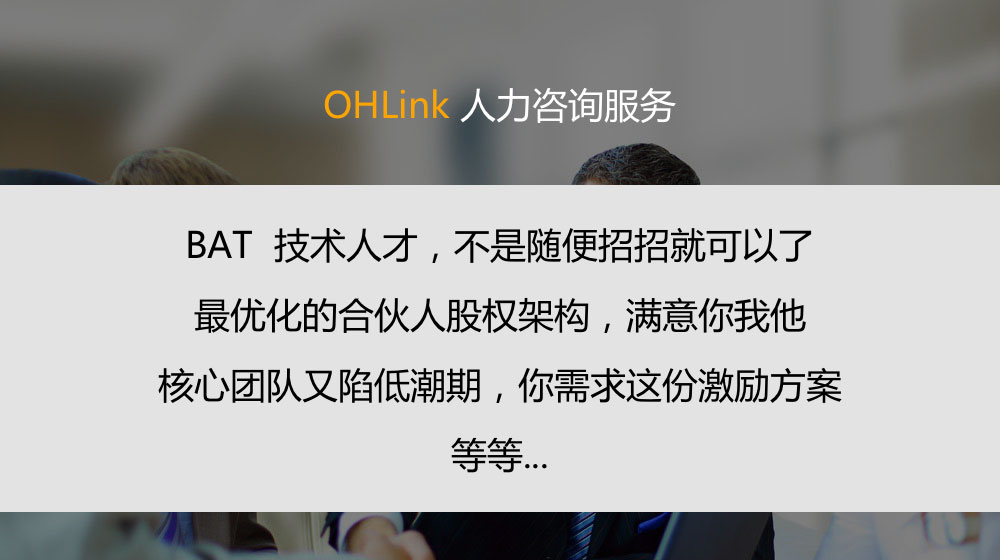 OHLink 人力咨询服务
BAT 技术人才，不是随便招招就可以了
最优化的合伙人股权架构，满意你我他
核心团队又陷低潮期，你需求这份激励方案
等等...